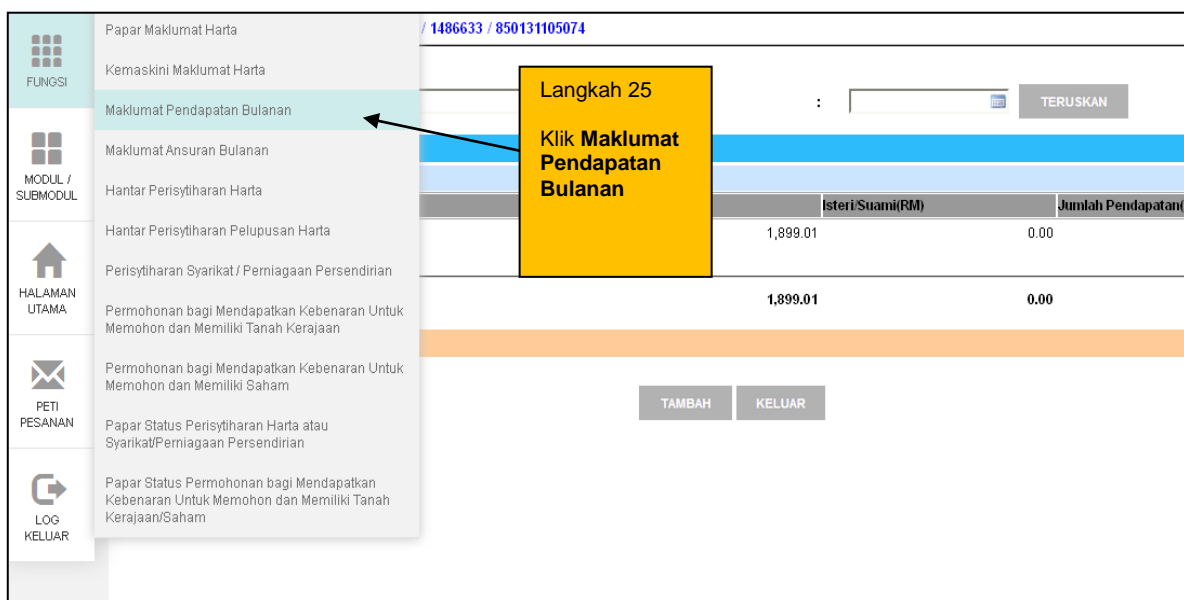 FUNGSI
MODUL /
SUBMODUL
HALAMAN
UTAMA
PETI
PESANAN
LOG
KELUAR
Papar Maklumat Harta
Kemaskini Maklumat Harta
Maklumat Pendapatan Bulanan
Maklumat Ansuran Bulanan
Hantar Perisytiharan Harta
Hantar Perisytiharan Pelupusan Harta
Perisytiharan Syarikat / Perniagaan Persendirian
Permohonan bagi Mendapatkan Kebenaran Untuk
Memohon dan Memiliki Tanah Kerajaan
Permohonan bagi Mendapatkan Kebenaran Untuk
Memohon dan Memiliki Saham
Papar Status Perisytiharan Harta atau
Syarikat/Perniagaan Persendirian
Papar Status Permohonan bagi Mendapatkan
Kebenaran Untuk Memohon dan Memiliki Tanah
Kerajaan/Saham
/ 1486633 / 850131105074
Langkah 25
Klik Maklumat
Pendapatan
Bulanan
: TERUSKAN
Isteri/Suami(RM) Jumlah Pendapatan(
1,899.01 0.00
1,899.01 0.00
TAMBAH KELUAR